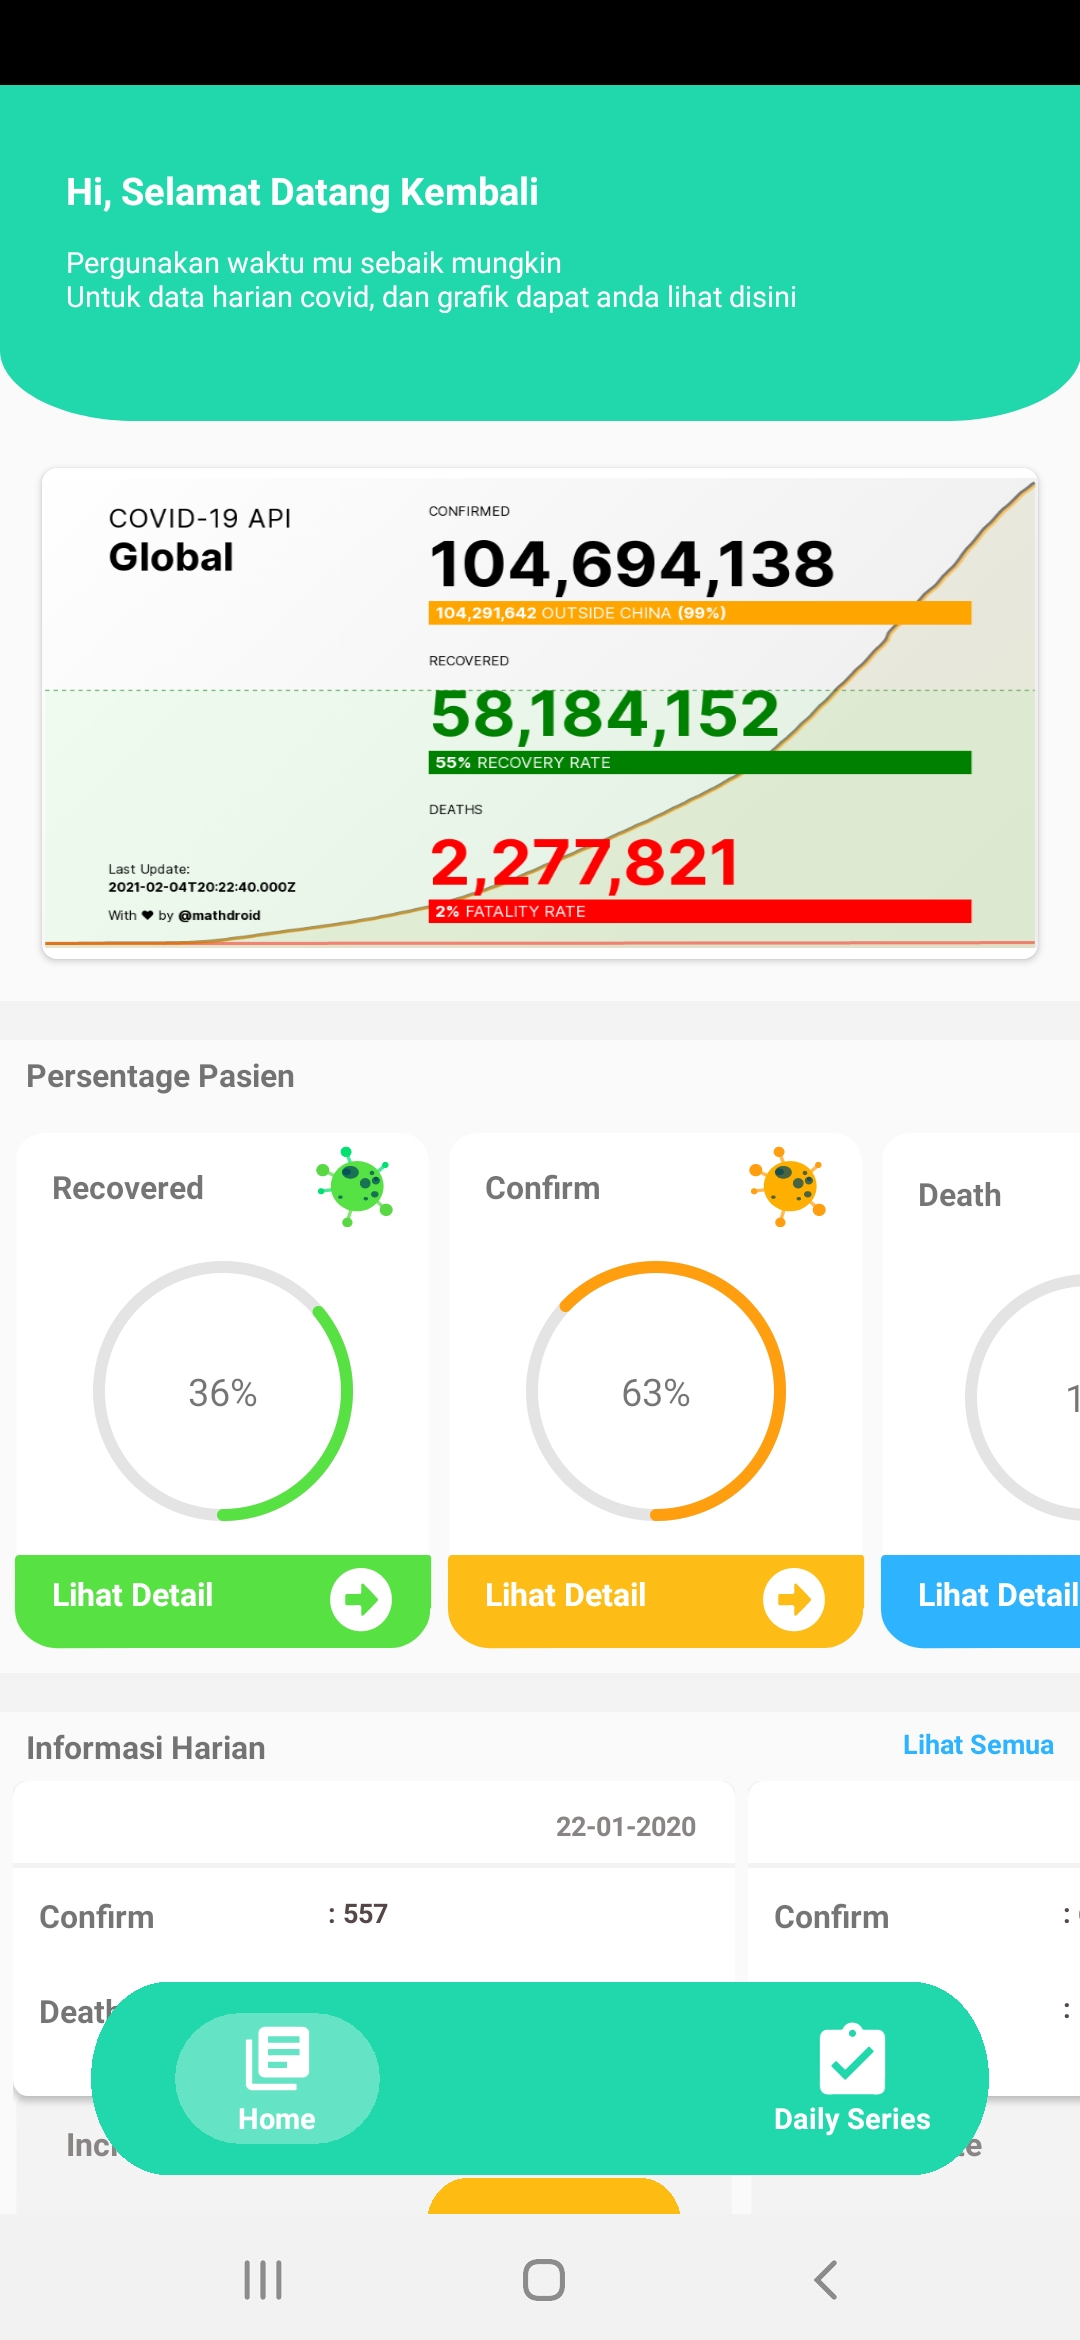 Hi, Selamat Datang Kembali
Pergunakan waktu mu sebaik mungkin
Untuk data harian covid, dan grafik dapat anda lihat disini
COVID-19 API
Global
CONFIRMED
104,694,138
104,291,642 OUTSIDE CHINA (99%)
RECOVERED
58,184,152
55% RECOVERY RATE
DEATHS
2,277,821
2% FATALITY RATE
Last Update:
2021-02-04T20:22:40.000Z
With ♥ by @mathdroid
Persentage Pasien
Recovered
36%
Lihat Detail
Confirm
63%
Lihat Detail
Death
Lihat Detail
Informasi Harian
Lihat Semua
22-01-2020
Confirm : 557
Confirm :
Death
:
Home
Daily Series